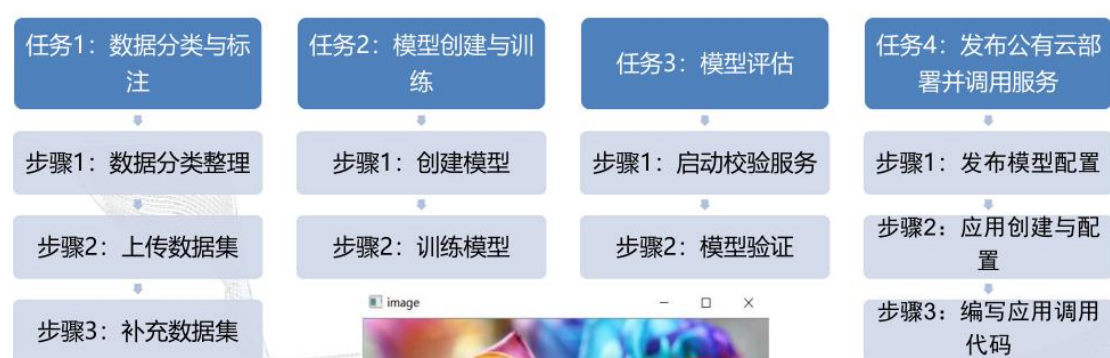 任务1：数据分类与标
注
步骤1：数据分类整理
步骤2：上传数据集
步骤3：补充数据集
任务2：模型创建与训
练
步骤1：创建模型
步骤2：训练模型
任务3：模型评估
步骤1：启动校验服务
步骤2：模型验证
任务4：发布公有云部
署并调用服务
步骤1：发布模型配置
步骤2：应用创建与配
置
步骤3：编写应用调用
代码
image